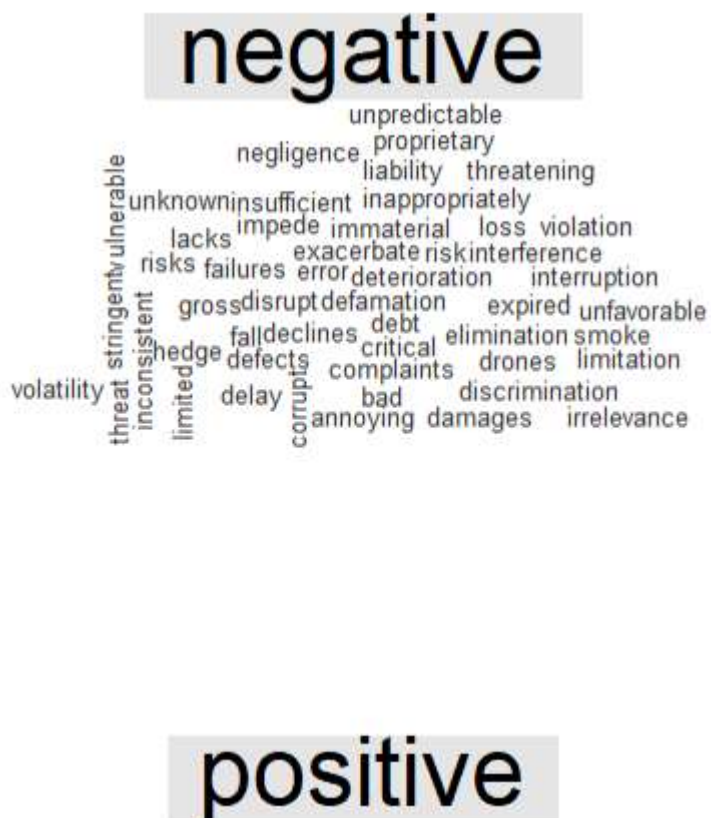 negative
unpredictable
proprietary
negligence
liability threatening
vulnerable
unknown insufficient inappropriately
impede immaterial loss violation
lacks
exacerbate risk interference
risks failures error deterioration interruption
stringent
inconsistent
gross disrupt defamation expired unfavorable
debt
fall declines elimination smoke
hedge defects critical drones limitation
complaints
volatility threat limited delay corrupt bad discrimination
annoying damages irrelevance
positive